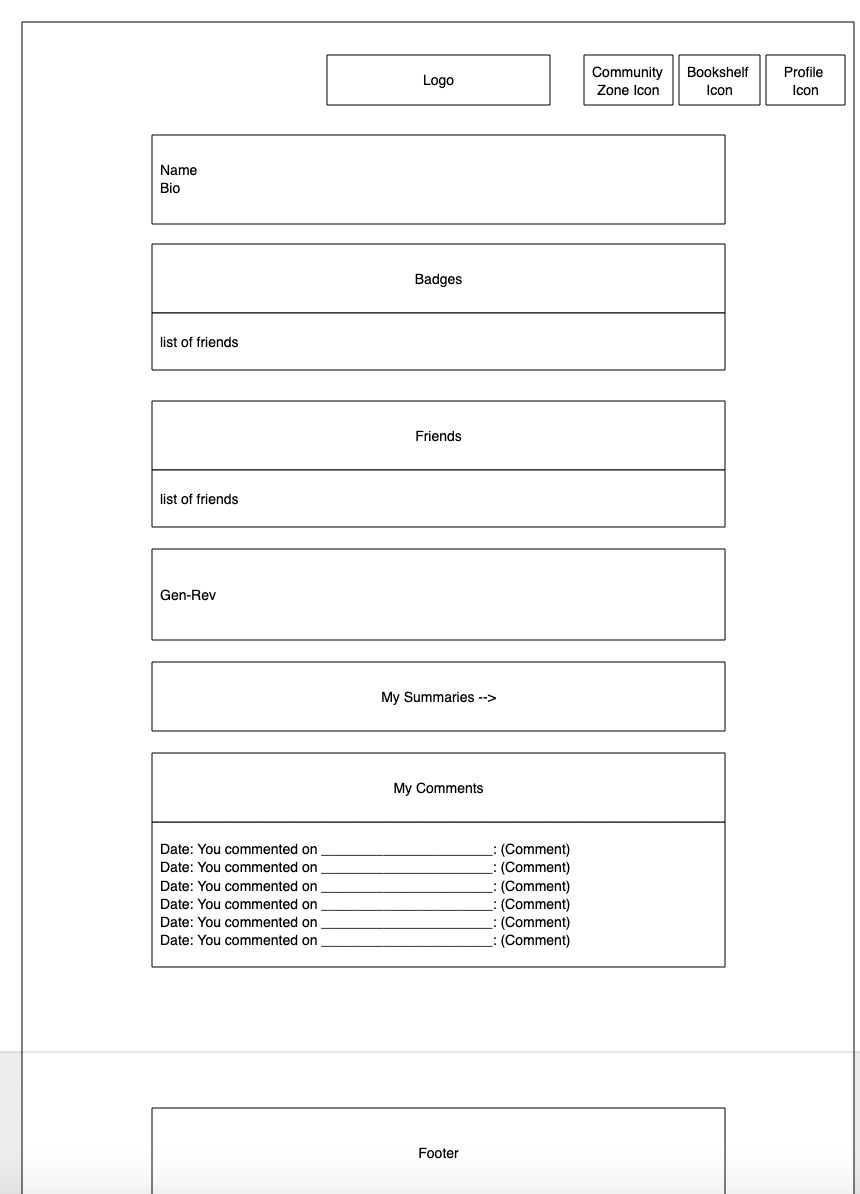 Logo
Community
Zone Icon
Bookshelf
Icon
Profile
Icon
Name
Bio
Badges
list of friends
Friends
list of friends
Gen-Rev
My Summaries -->
My Comments
Date: You commented on ______________________: (Comment)
Date: You commented on ______________________: (Comment)
Date: You commented on ______________________: (Comment)
Date: You commented on ______________________: (Comment)
Date: You commented on ______________________: (Comment)
Date: You commented on ______________________: (Comment)
Footer